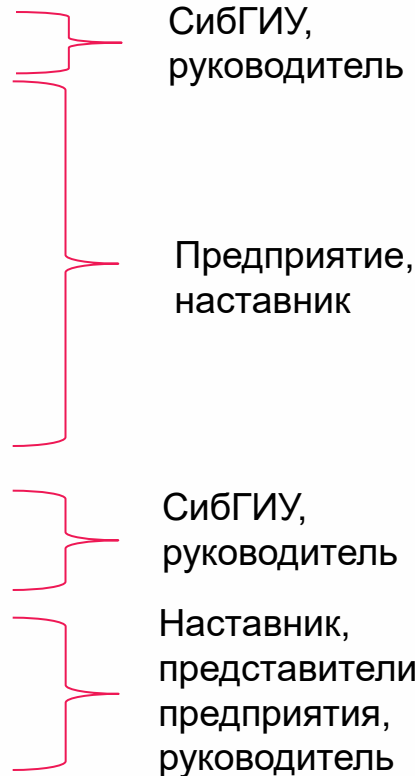 СибГИУ,
руководитель
Предприятие,
наставник
СибГИУ,
руководитель
Наставник,
представители
предприятия,
руководитель